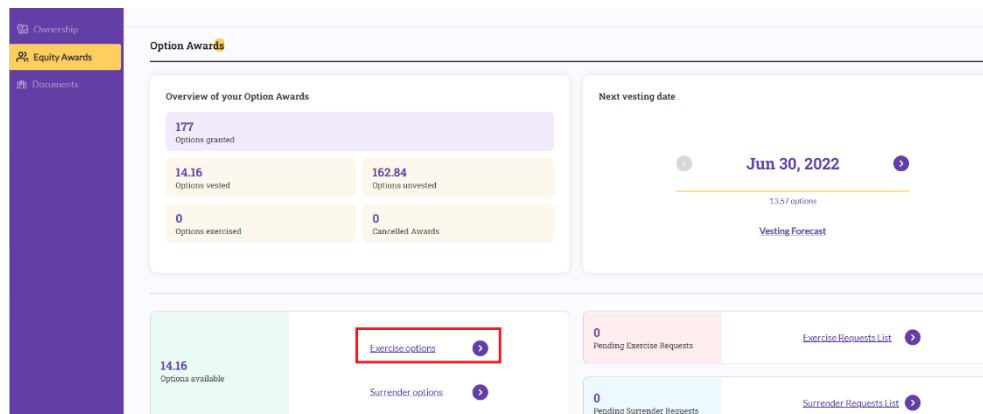 Ownership
Equity Awards
Documents
Option Awards
Overview of your Option Awards
177
Options granted
14.16
Options vested
162.84
Options unvested
0
Options exercised
0
Cancelled Awards
Next vesting date
Jun 30, 2022
13.57 options
Vesting Forecast
14.16
Options available
Exercise options
Surrender options
0
Pending Exercise Requests
Exercise Requests List
0
Pending Surrender Requests
Surrender Requests List